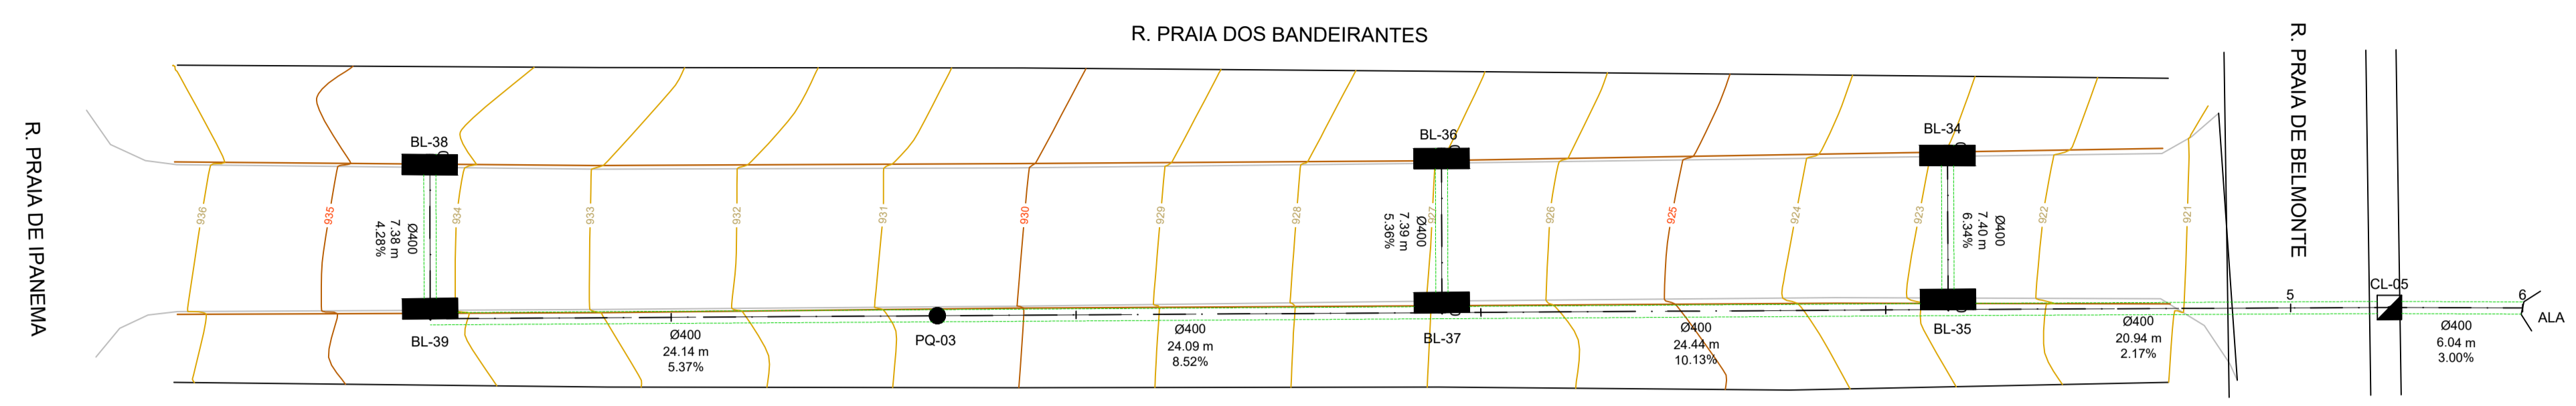 R. PRAIA DOS BANDEIRANTES
R. PRAIA DE IPANEMA
R. PRAIA DE BELMONTE
BL-38
BL-36
BL-34
936
935
934
933
932
931
930
929
928
927
926
925
924
923
922
921
Ø400
7.38 m
4.28%
Ø400
7.39 m
5.36%
Ø400
7.40 m
6.34%
BL-39
Ø400
24.14 m
5.37%
PQ-03
Ø400
24.09 m
8.52%
BL-37
Ø400
24.44 m
10.13%
BL-35
Ø400
20.94 m
2.17%
5
CL-05
Ø400
6.04 m
3.00%
6
ALA